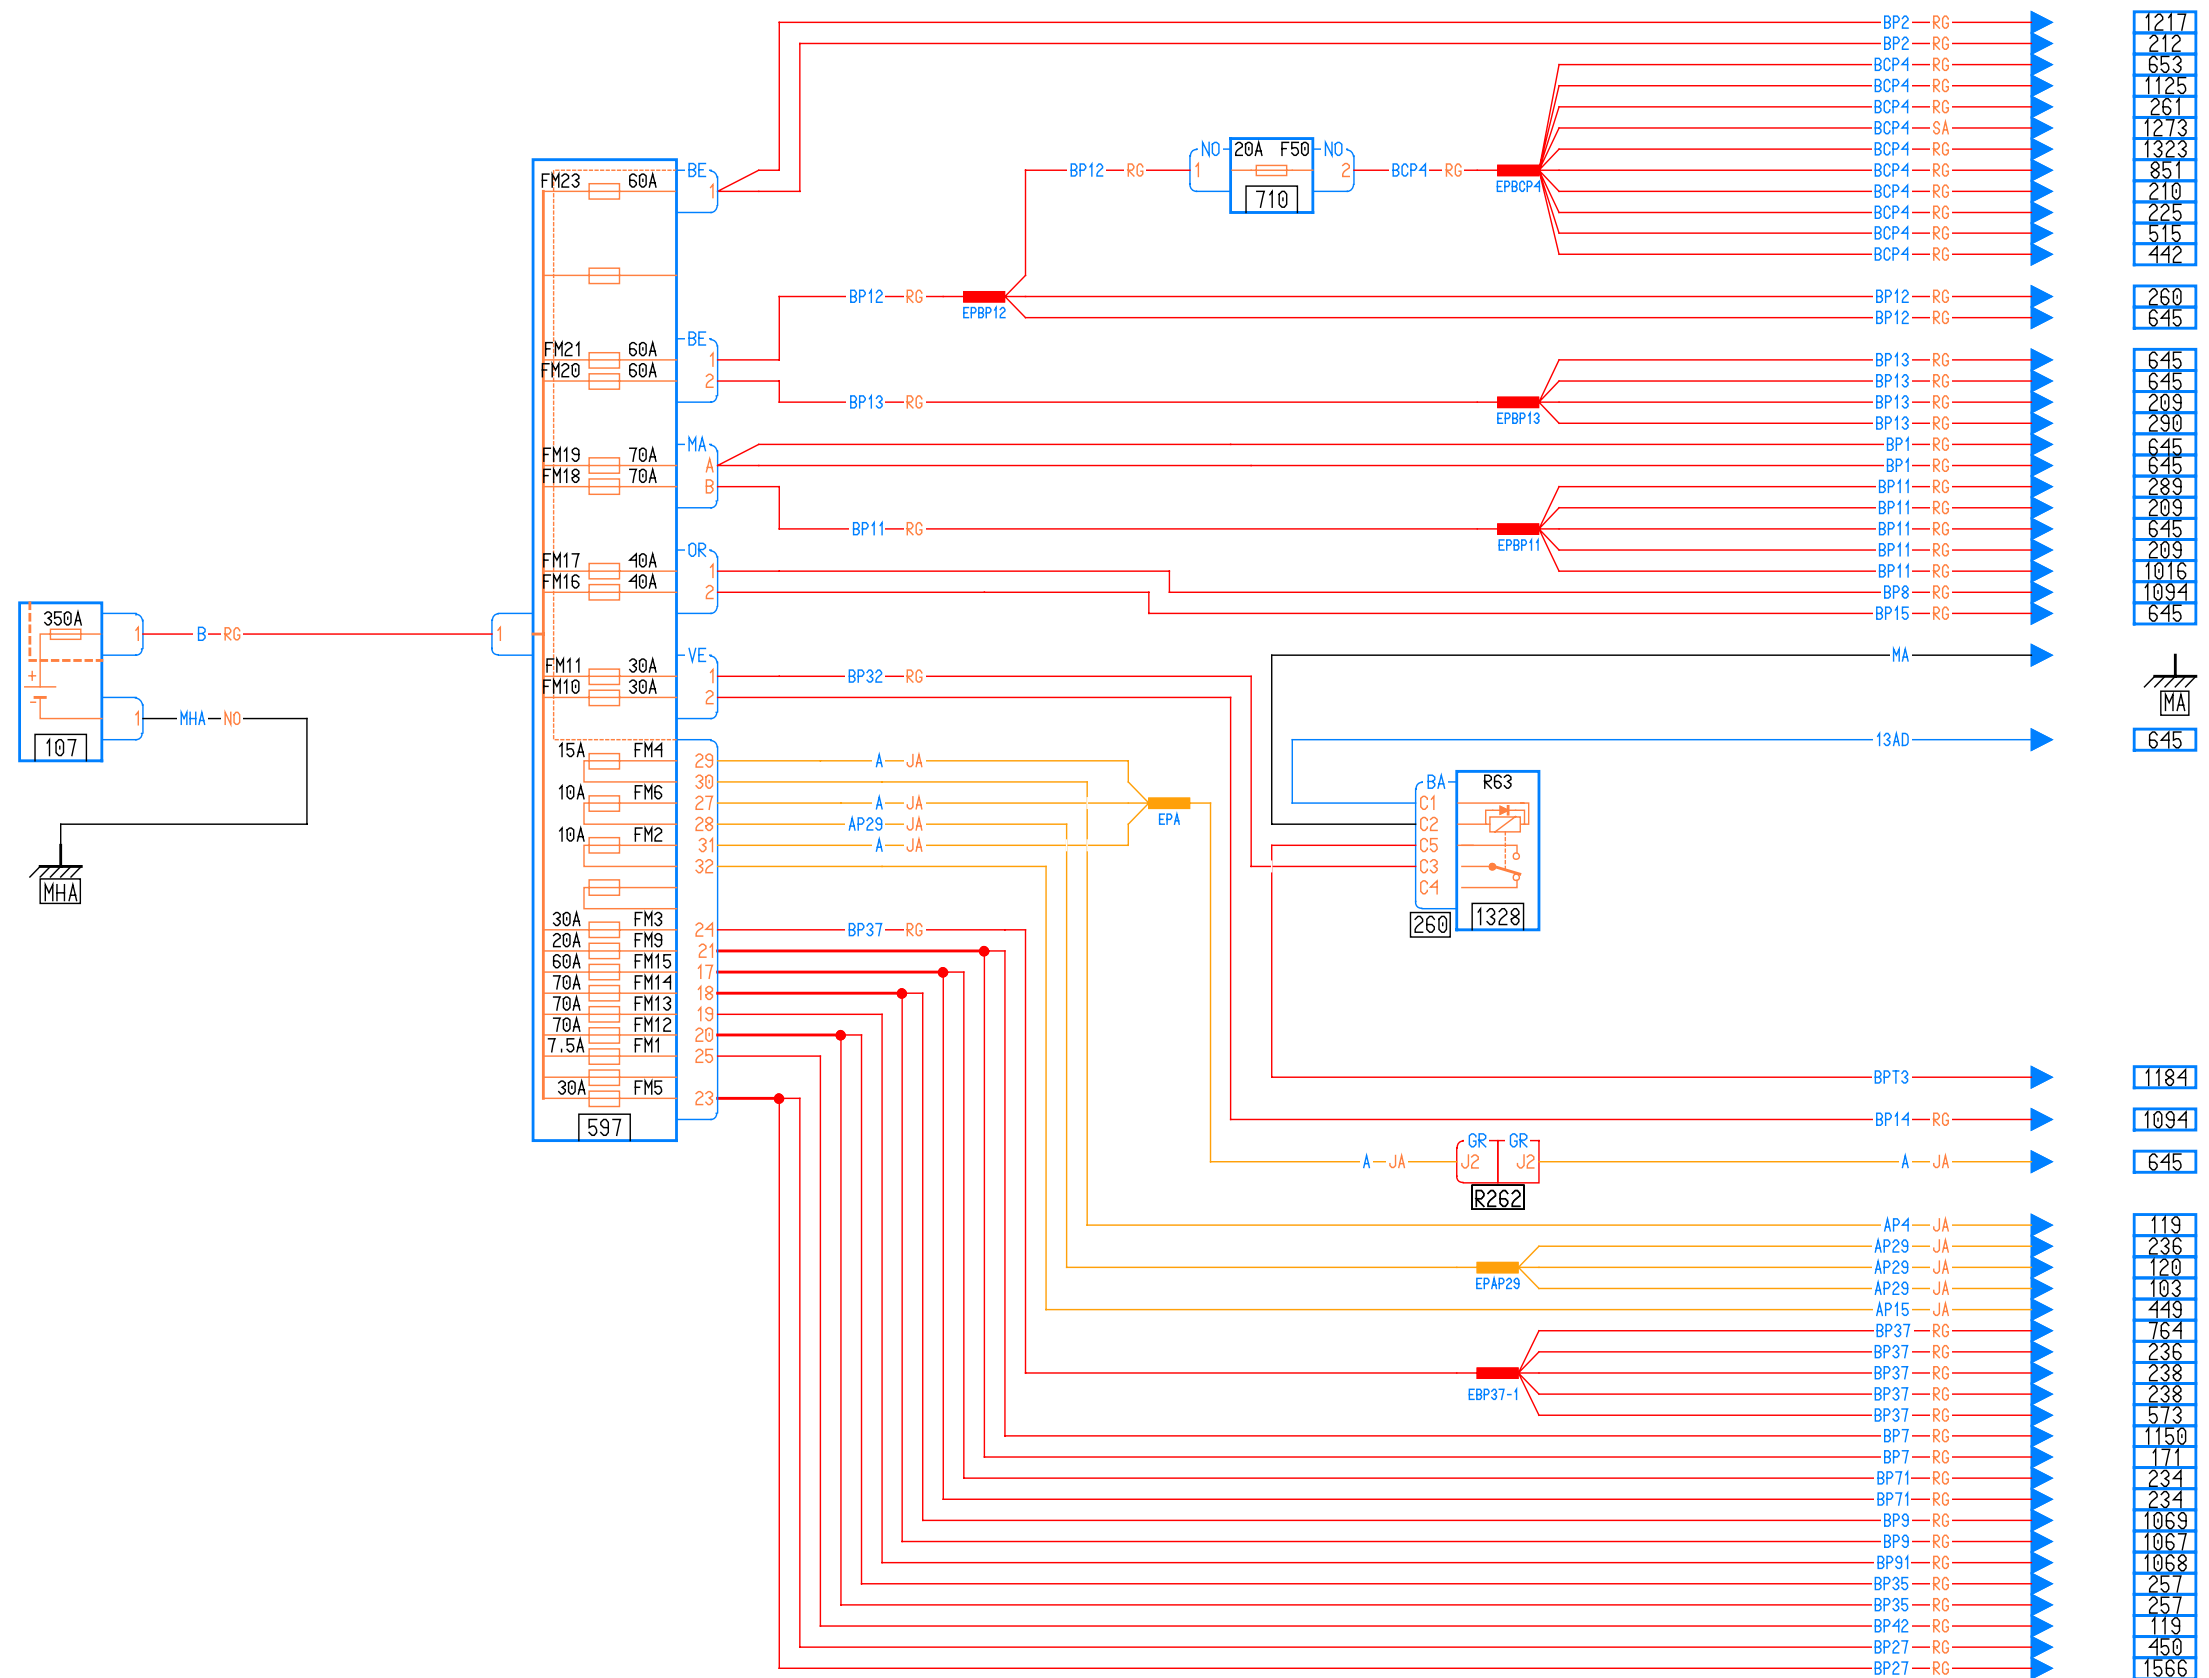 BP2 RG 1217
BP2 RG 212
BCP4 RG 653
BCP4 RG 1125
BCP4 RG 261
BCP4 SA 1273
NO 20A F50 NO BCP4 RG 1323
BP12 RG 1 2 BCP4 RG BCP4 RG 851
EPBCP4
710
BCP4 RG 210
BCP4 RG 225
BCP4 RG 515
BCP4 RG 442
BE
FM23 60A 1
BP12 RG BP12 RG 260
EPBP12
BP12 RG 645
BE
FM21 60A 1 BP13 RG 645
FM20 60A 2 BP13 RG 645
BP13 RG BP13 RG 209
EPBP13
BP13 RG 290
MA BP1 RG 645
FM19 70A A BP1 RG 645
FM18 70A B BP11 RG 289
BP11 RG 209
BP11 RG BP11 RG 645
EPBP11
OR BP11 RG 209
FM17 40A 1 BP11 RG 1016
FM16 40A 2 BP8 RG 1094
BP15 RG 645
350A
1 B RG 1
VE MA
FM11 30A 1 BP32 RG
FM10 30A 2
MA
+
-
1 MHA NO
107
MHA
13AD 645
15A FM4 29 A JA
30
10A FM6 27 A JA
EPA
28 AP29 JA
10A FM2 31 A JA
32
BA R63
C1
C2
C5
C3
C4
260 1328
30A FM3 24 BP37 RG
20A FM9 21
60A FM15 17
70A FM14 18
70A FM13 19
70A FM12 20
7.5A FM1 25
30A FM5 23
597
BPT3 1184
BP14 RG 1094
GR GR
A JA J2 J2 A JA 645
R262
AP4 JA 119
AP29 JA 236
AP29 JA 120
EPAP29
AP29 JA 103
AP15 JA 449
BP37 RG 764
BP37 RG 236
BP37 RG 238
EBP37-1
BP37 RG 238
BP37 RG 573
BP7 RG 1150
BP7 RG 171
BP71 RG 234
BP71 RG 234
BP9 RG 1069
BP9 RG 1067
BP91 RG 1068
BP35 RG 257
BP35 RG 257
BP42 RG 119
BP27 RG 450
BP27 RG 1566